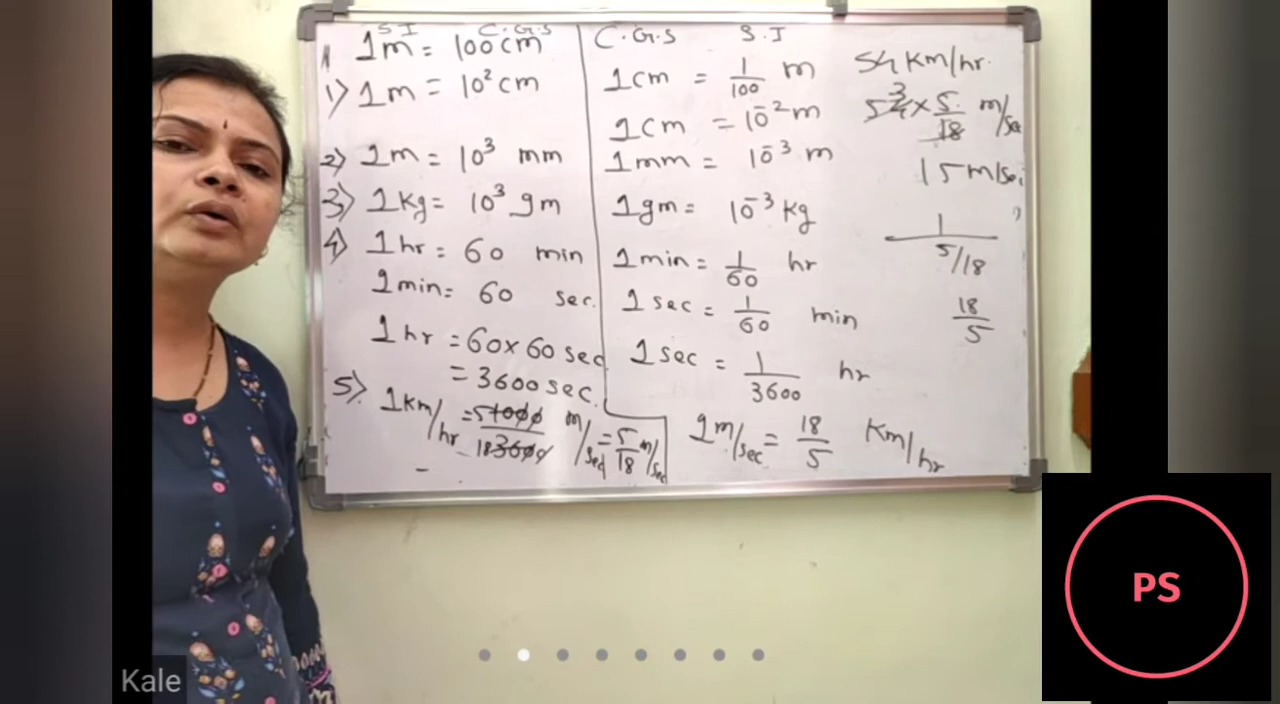 S I C.G.S
1m = 100cm
1) 1m = 10² cm
2) 1m = 10³ mm
3) 1kg = 10³ gm
4) 1hr = 60 min
1min = 60 sec.
1hr = 60 x 60 sec
= 3600 sec.
5) 1km/hr = 51000/183600 m/sec = 5/18 m/sec
C.G.S S.I
1cm = 1/100 m
1cm = 10⁻² m
1mm = 10⁻³ m
1gm = 10⁻³ kg
1min = 1/60 hr
1sec = 1/60 min
1sec = 1/3600 hr
1m/sec = 18/5 Km/hr
54 km/hr.
3
54 x 5/18 m/sec
15 m/sec
1
5/18
18/5
Kale
PS